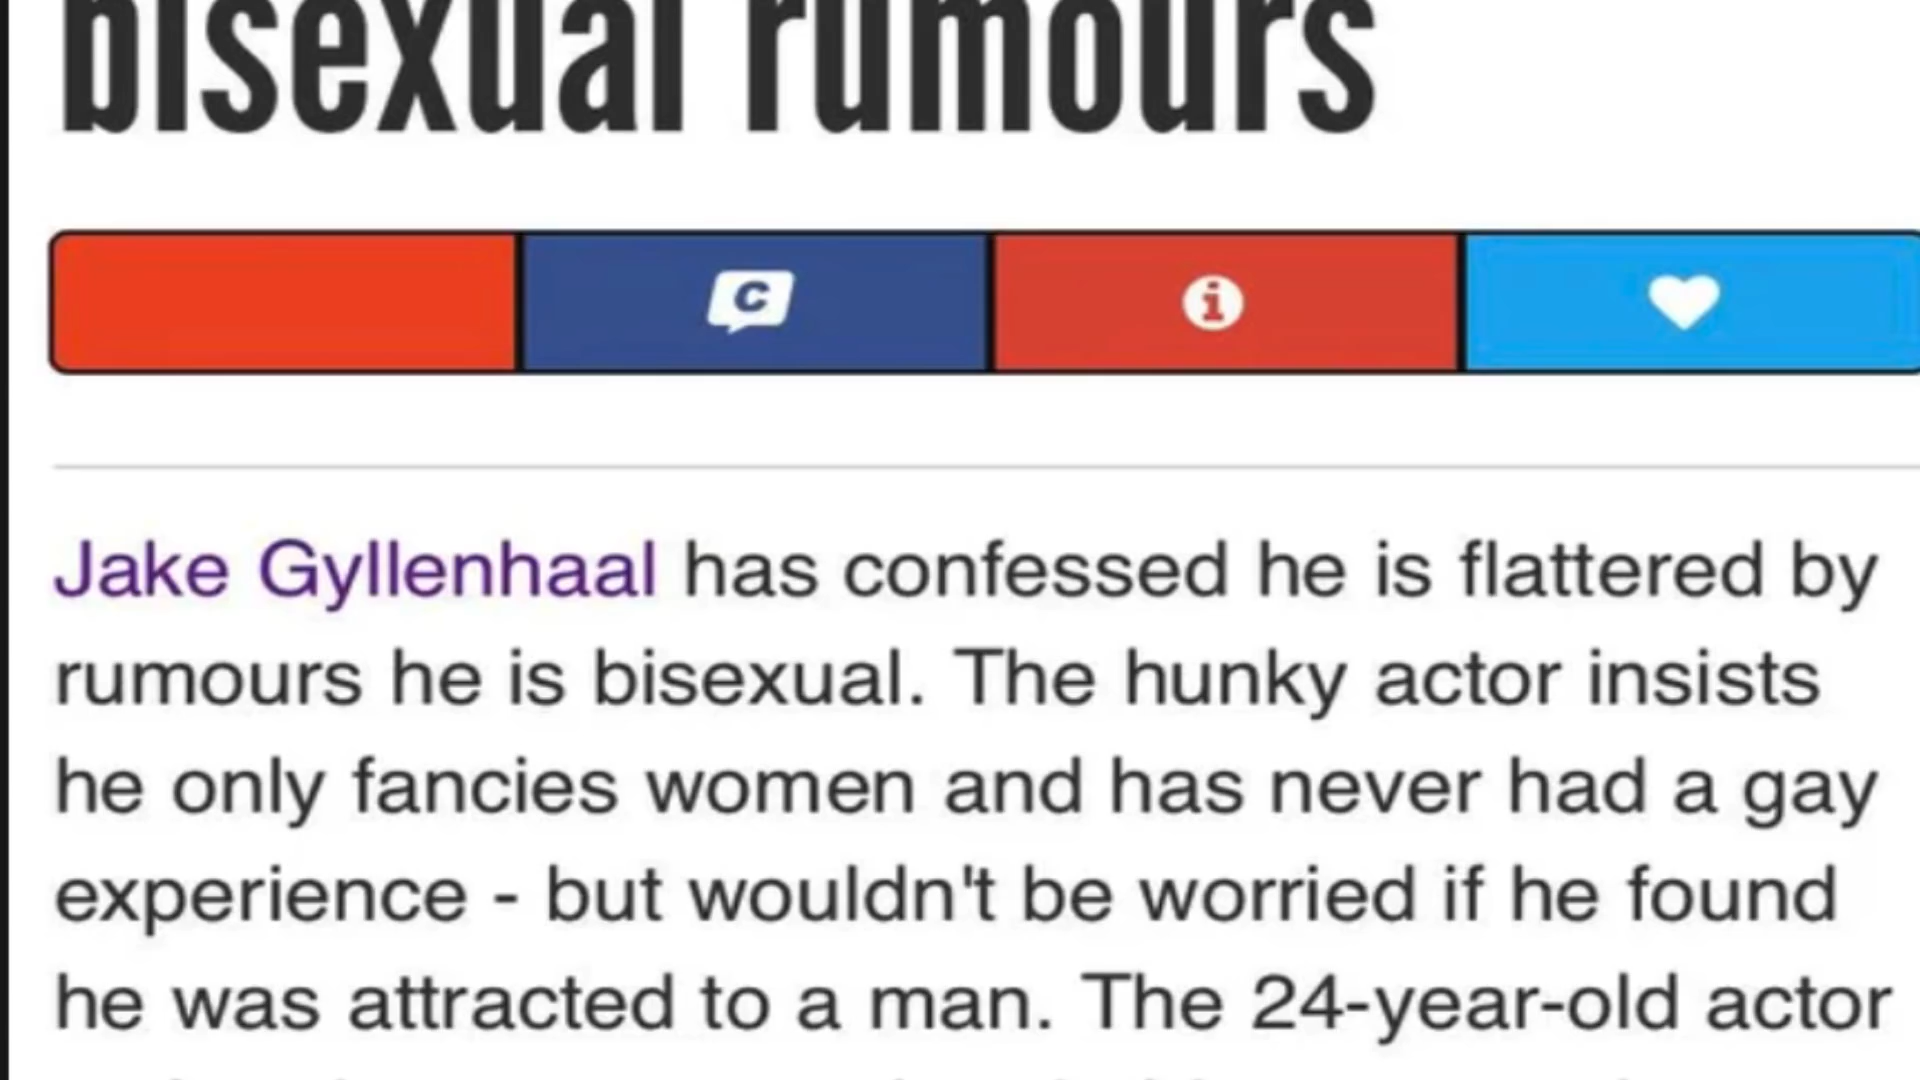 bisexual rumours
C
i
Jake Gyllenhaal has confessed he is flattered by
rumours he is bisexual. The hunky actor insists
he only fancies women and has never had a gay
experience - but wouldn't be worried if he found
he was attracted to a man. The 24-year-old actor